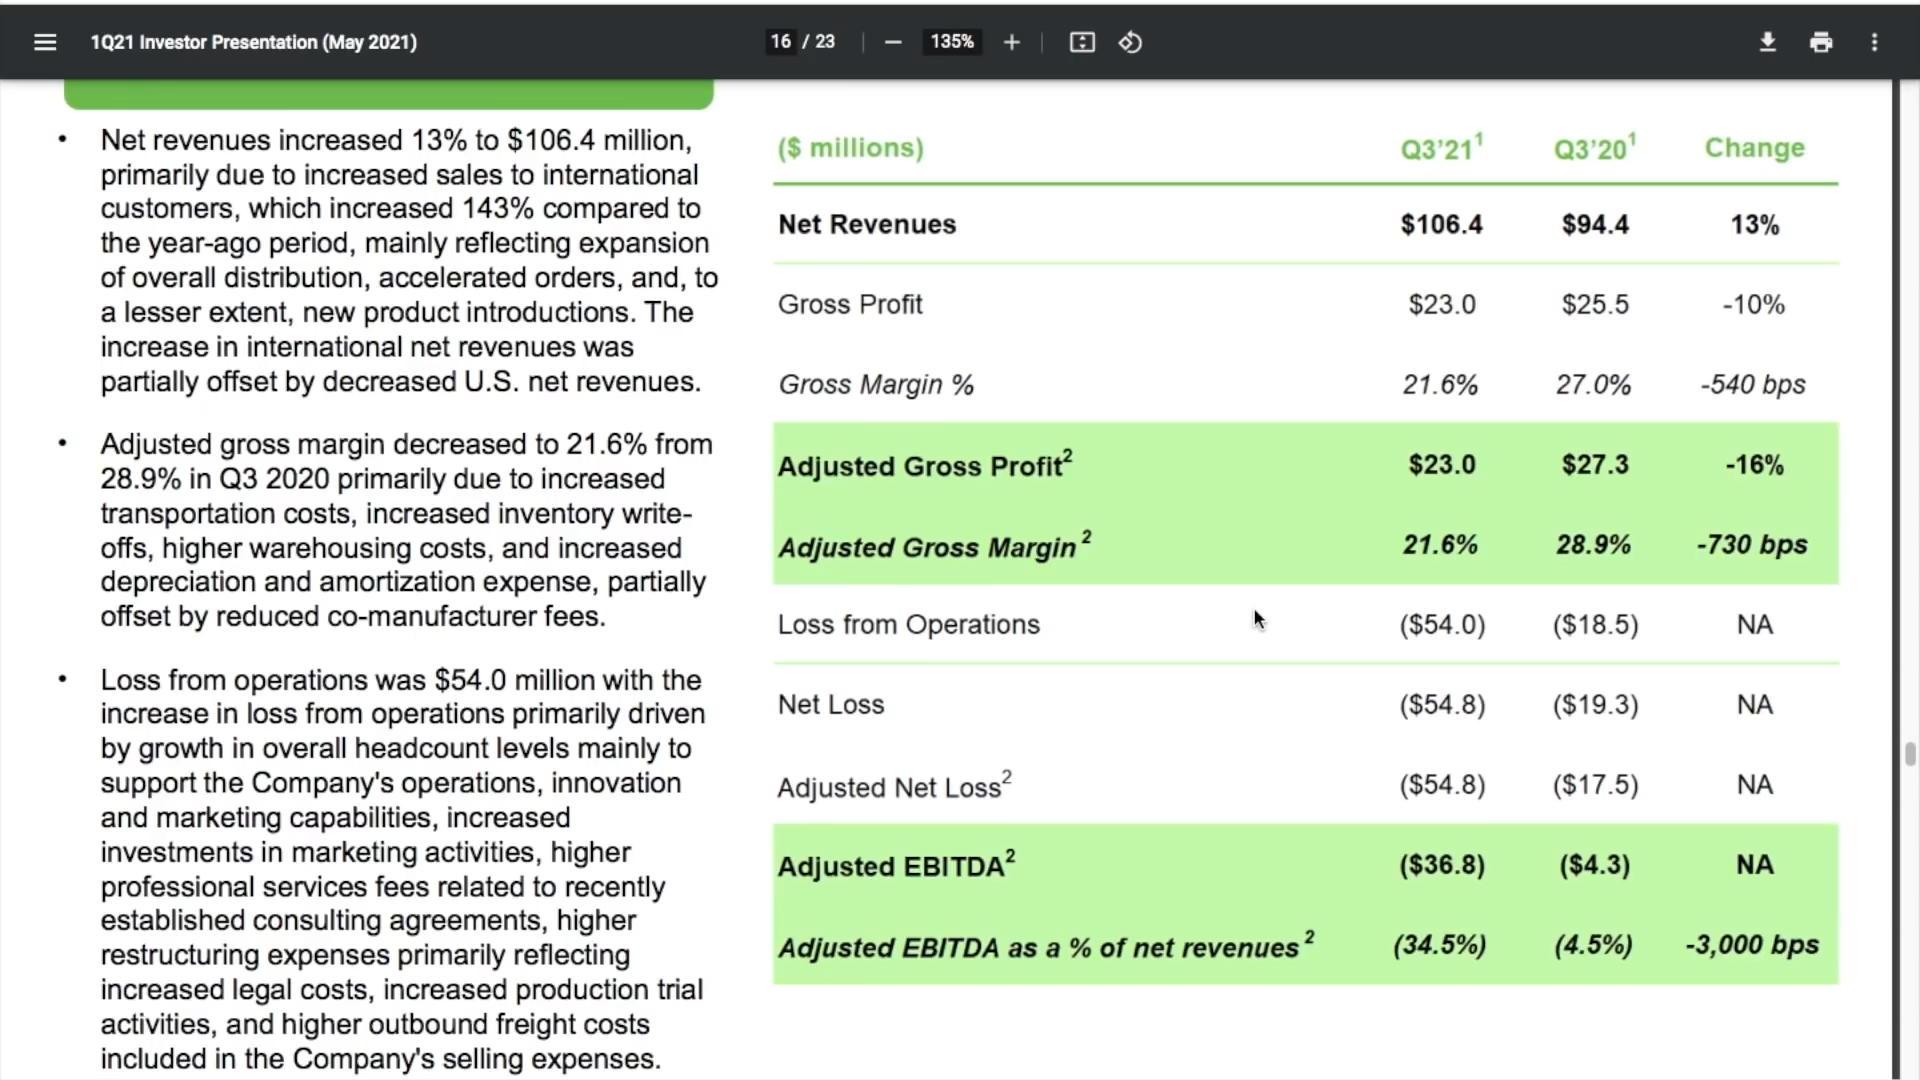 1Q21 Investor Presentation (May 2021)
16 / 23
135%
• Net revenues increased 13% to $106.4 million,
primarily due to increased sales to international
customers, which increased 143% compared to
the year-ago period, mainly reflecting expansion
of overall distribution, accelerated orders, and, to
a lesser extent, new product introductions. The
increase in international net revenues was
partially offset by decreased U.S. net revenues.
• Adjusted gross margin decreased to 21.6% from
28.9% in Q3 2020 primarily due to increased
transportation costs, increased inventory write-
offs, higher warehousing costs, and increased
depreciation and amortization expense, partially
offset by reduced co-manufacturer fees.
• Loss from operations was $54.0 million with the
increase in loss from operations primarily driven
by growth in overall headcount levels mainly to
support the Company's operations, innovation
and marketing capabilities, increased
investments in marketing activities, higher
professional services fees related to recently
established consulting agreements, higher
restructuring expenses primarily reflecting
increased legal costs, increased production trial
activities, and higher outbound freight costs
included in the Company's selling expenses.
($ millions) Q3’21¹ Q3’20¹ Change
Net Revenues $106.4 $94.4 13%
Gross Profit $23.0 $25.5 -10%
Gross Margin % 21.6% 27.0% -540 bps
Adjusted Gross Profit² $23.0 $27.3 -16%
Adjusted Gross Margin² 21.6% 28.9% -730 bps
Loss from Operations ($54.0) ($18.5) NA
Net Loss ($54.8) ($19.3) NA
Adjusted Net Loss² ($54.8) ($17.5) NA
Adjusted EBITDA² ($36.8) ($4.3) NA
Adjusted EBITDA as a % of net revenues² (34.5%) (4.5%) -3,000 bps